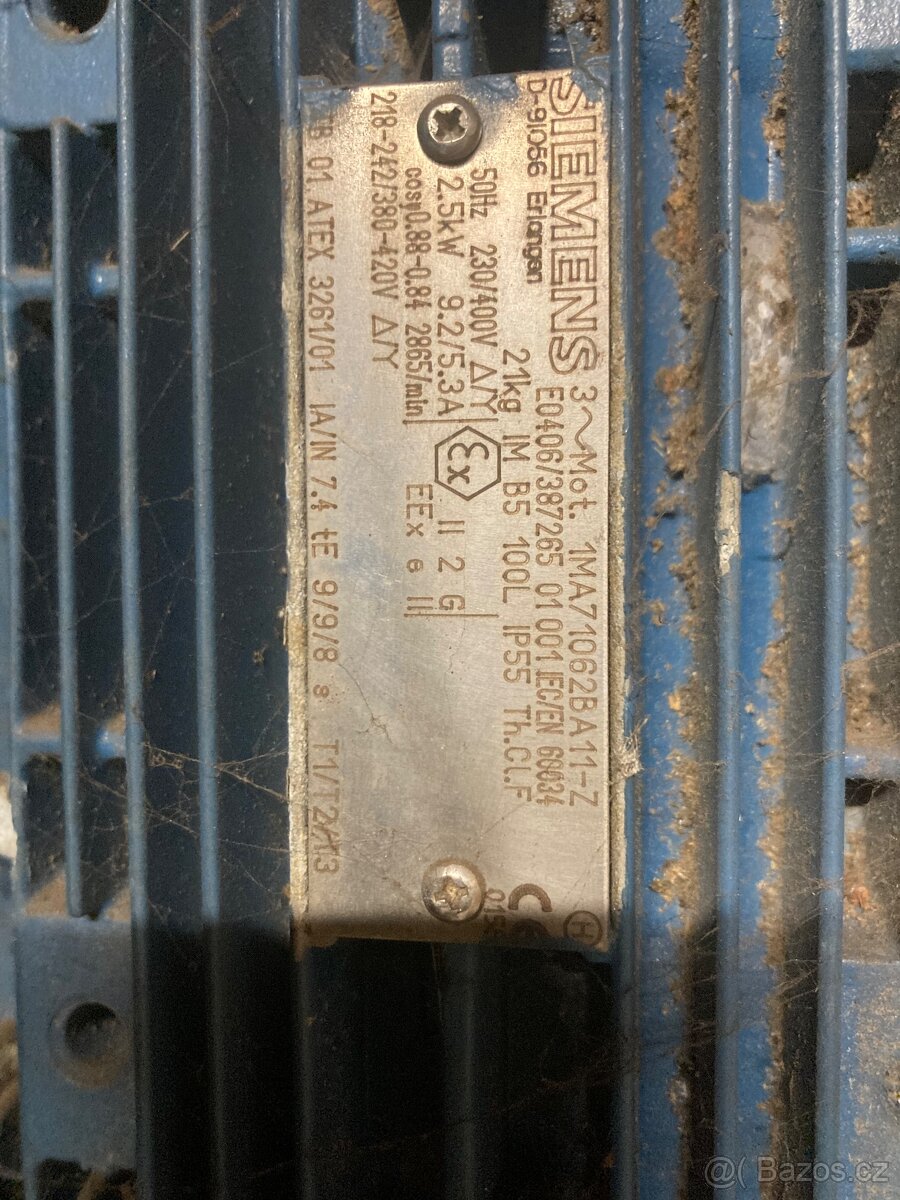 SIEMENS
D-91056 Erlangen
3~Mot. 1MA71062BA11-Z
E0406/387265 01 001 IEC/EN 60034
21kg IM B5 100L IP55 Th.Cl.F
50Hz 230/400V Δ/Y
2.5kW 9.2/5.3A
cosφ0.88-0.84 2865/min
218-242/380-420V Δ/Y
Ex II 2 G
EEx e II
01 ATEX 3261/01 IA/IN 7.4 tE 9/9/8 s T1/T2/T3
CE
H
@( Bazos.cz